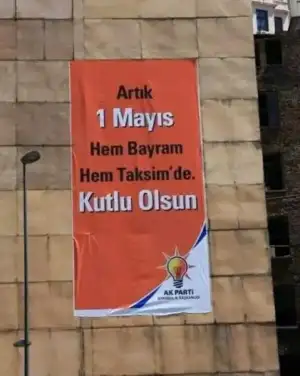 Artık
1 Mayıs
Hem Bayram
Hem Taksim'de.
Kutlu Olsun
AK PARTİ